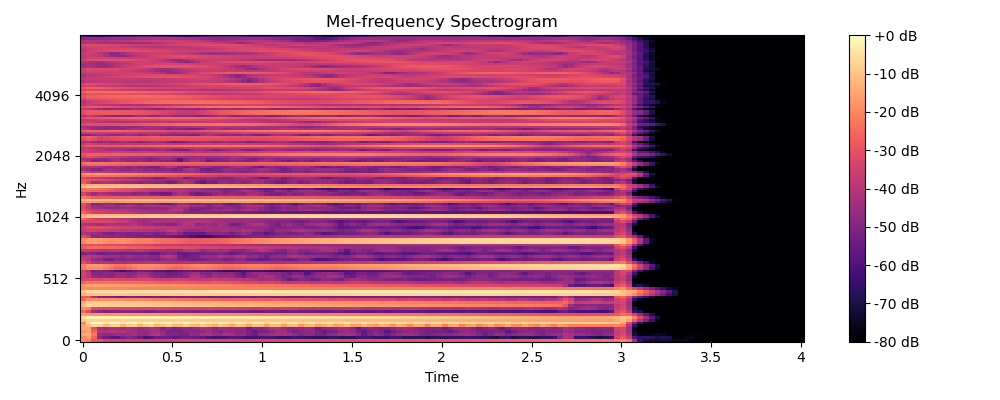 Mel-frequency Spectrogram
Hz
4096
2048
1024
512
0
0
0.5
1
1.5
2
2.5
3
3.5
4
Time
+0 dB
-10 dB
-20 dB
-30 dB
-40 dB
-50 dB
-60 dB
-70 dB
-80 dB